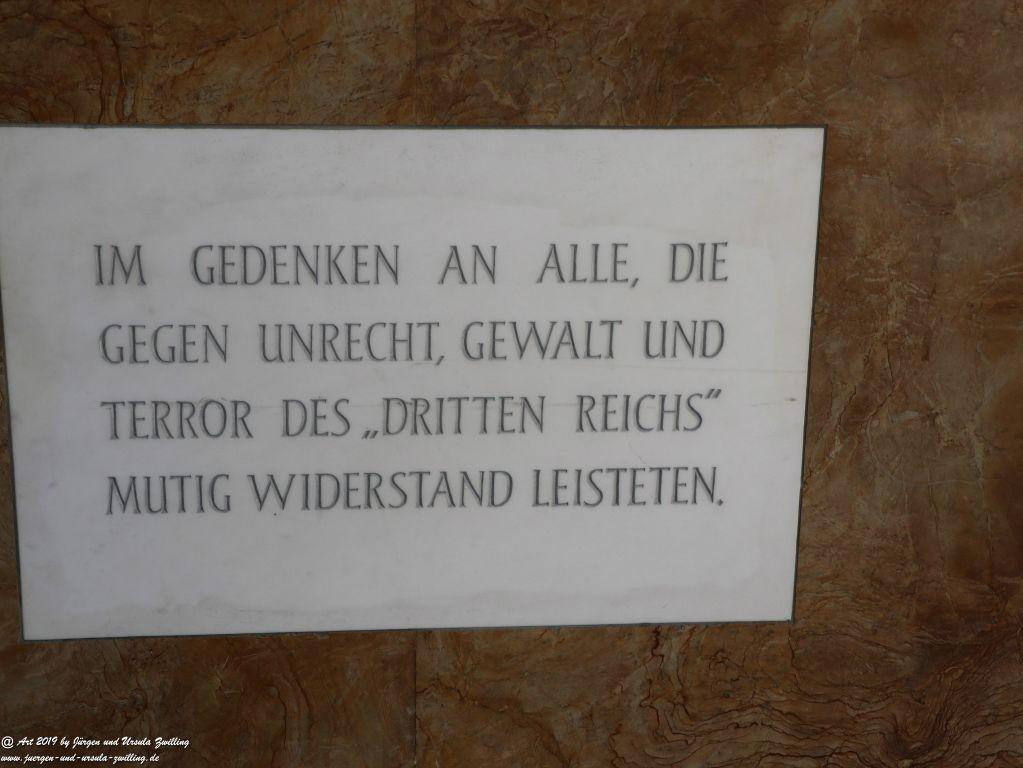 IM GEDENKEN AN ALLE, DIE
GEGEN UNRECHT, GEWALT UND
TERROR DES „DRITTEN REICHS“
MUTIG WIDERSTAND LEISTETEN.
@ Art 2019 by Jürgen und Ursula Zwilling
www.juergen-und-ursula-zwilling.de